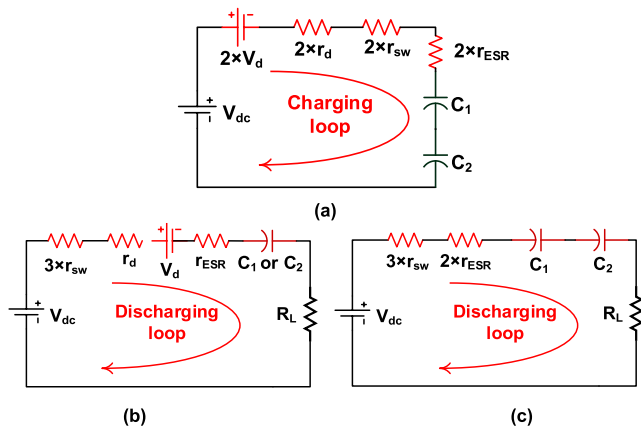 + −
2×V_d 2×r_d 2×r_sw 2×r_ESR
+
V_dc
Charging
loop
C_1
C_2
(a)
+ −
3×r_sw r_d V_d r_ESR C_1 or C_2
+
V_dc
Discharging
loop
R_L
(b)
3×r_sw 2×r_ESR C_1 C_2
+
V_dc
Discharging
loop
R_L
(c)